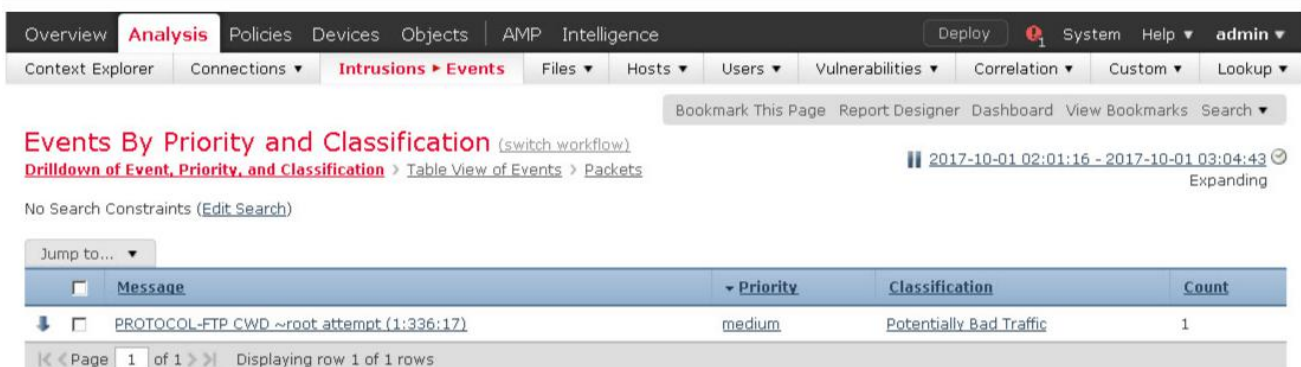 Overview Analysis Policies Devices Objects AMP Intelligence Deploy 1 System Help ▼ admin ▼
Context Explorer Connections ▼ Intrusions ▸ Events Files ▼ Hosts ▼ Users ▼ Vulnerabilities ▼ Correlation ▼ Custom ▼ Lookup ▼
Bookmark This Page Report Designer Dashboard View Bookmarks Search ▼
Events By Priority and Classification (switch workflow)
2017-10-01 02:01:16 - 2017-10-01 03:04:43
Drilldown of Event, Priority, and Classification > Table View of Events > Packets
Expanding
No Search Constraints (Edit Search)
Jump to... ▼
Message ▼ Priority Classification Count
PROTOCOL-FTP CWD ~root attempt (1:336:17) medium Potentially Bad Traffic 1
|< < Page 1 of 1 > >| Displaying row 1 of 1 rows